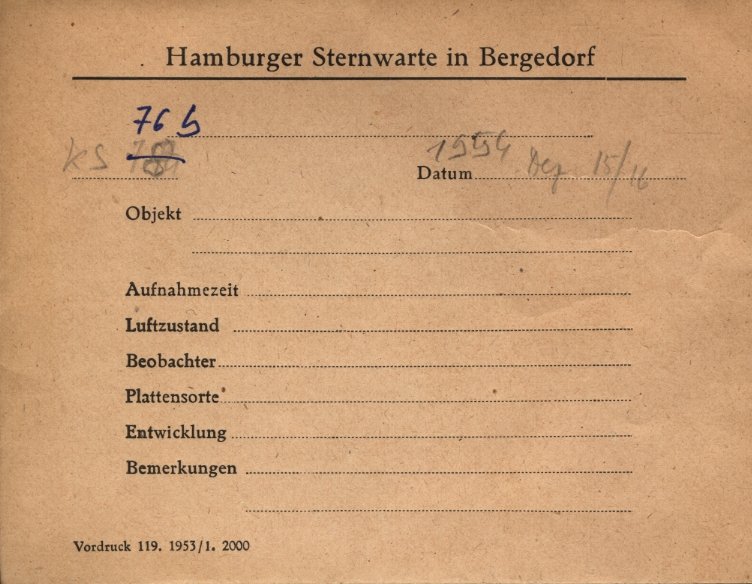 Hamburger Sternwarte in Bergedorf
76 b
KS
Datum 1954 Dez 15/16
Objekt
Aufnahmezeit
Luftzustand
Beobachter
Plattensorte
Entwicklung
Bemerkungen
Vordruck 119. 1953/1. 2000